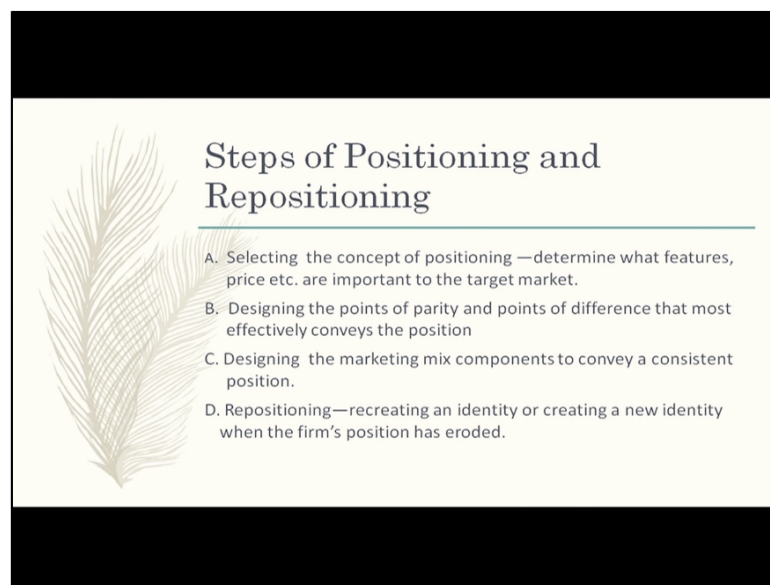 Steps of Positioning and
Repositioning
A. Selecting the concept of positioning —determine what features,
price etc. are important to the target market.
B. Designing the points of parity and points of difference that most
effectively conveys the position
C. Designing the marketing mix components to convey a consistent
position.
D. Repositioning—recreating an identity or creating a new identity
when the firm's position has eroded.